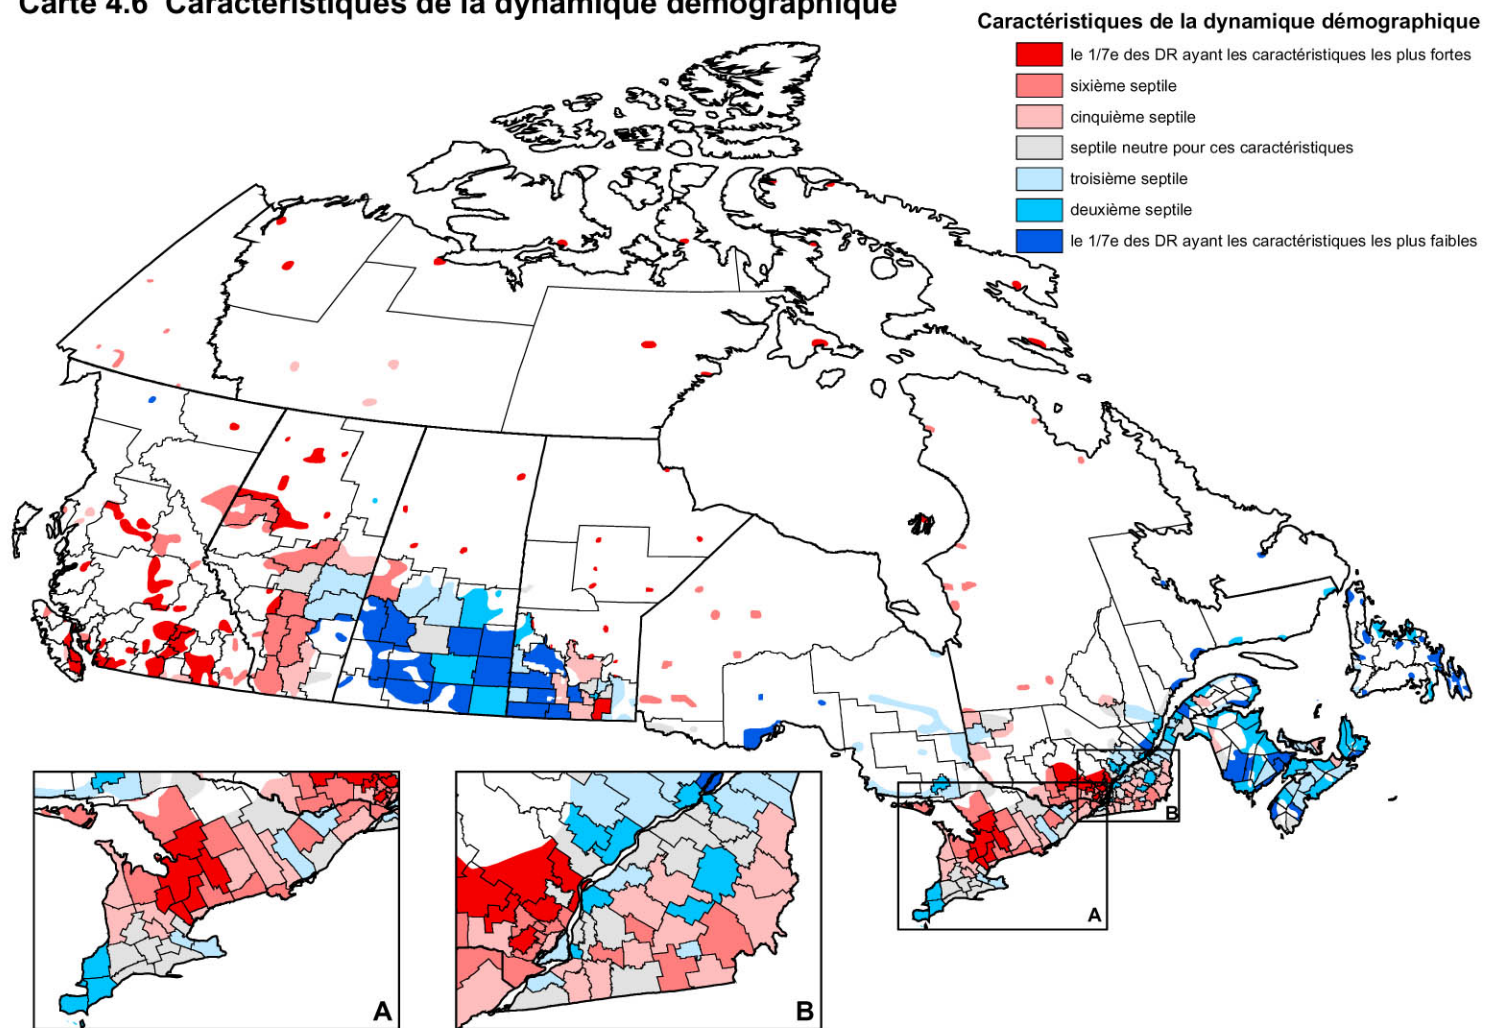 Carte 4.6 Caractéristiques de la dynamique démographique
Caractéristiques de la dynamique démographique
le 1/7e des DR ayant les caractéristiques les plus fortes
sixième septile
cinquième septile
septile neutre pour ces caractéristiques
troisième septile
deuxième septile
le 1/7e des DR ayant les caractéristiques les plus faibles
B
A
A
B